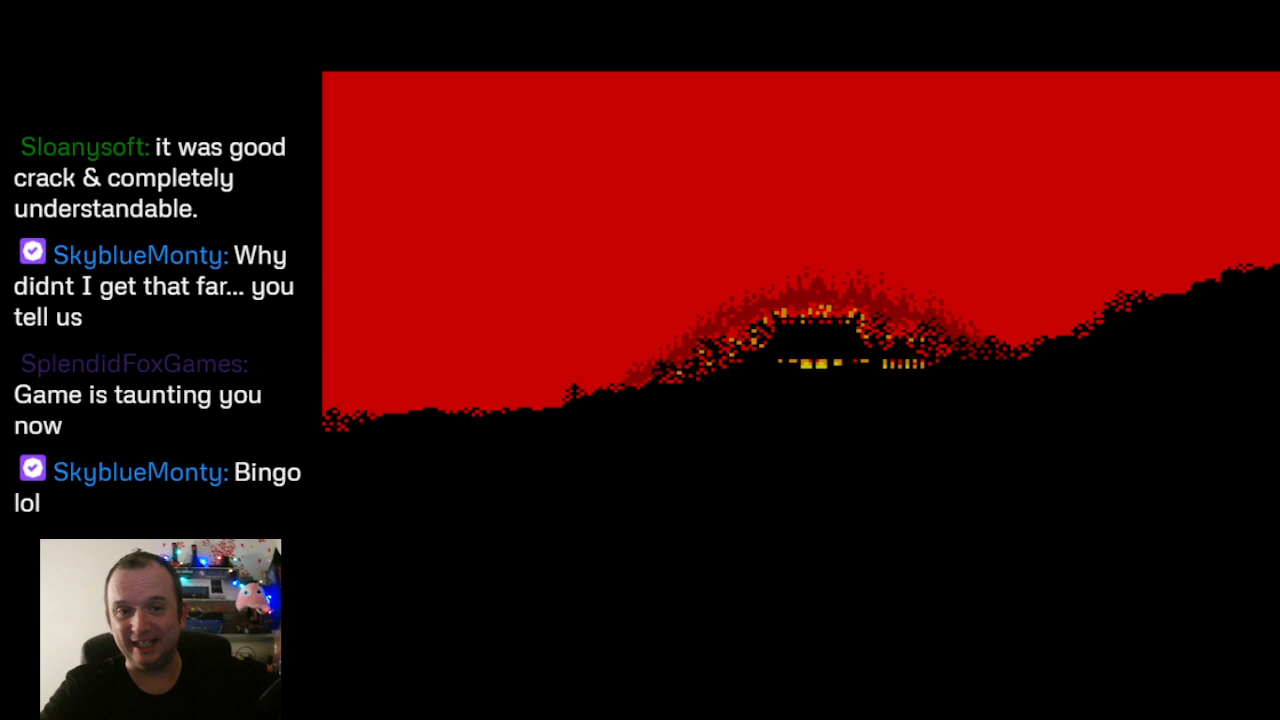 Sloanysoft: it was good
crack & completely
understandable.
SkyblueMonty: Why
didnt I get that far... you
tell us
SplendidFoxGames:
Game is taunting you
now
SkyblueMonty: Bingo
lol